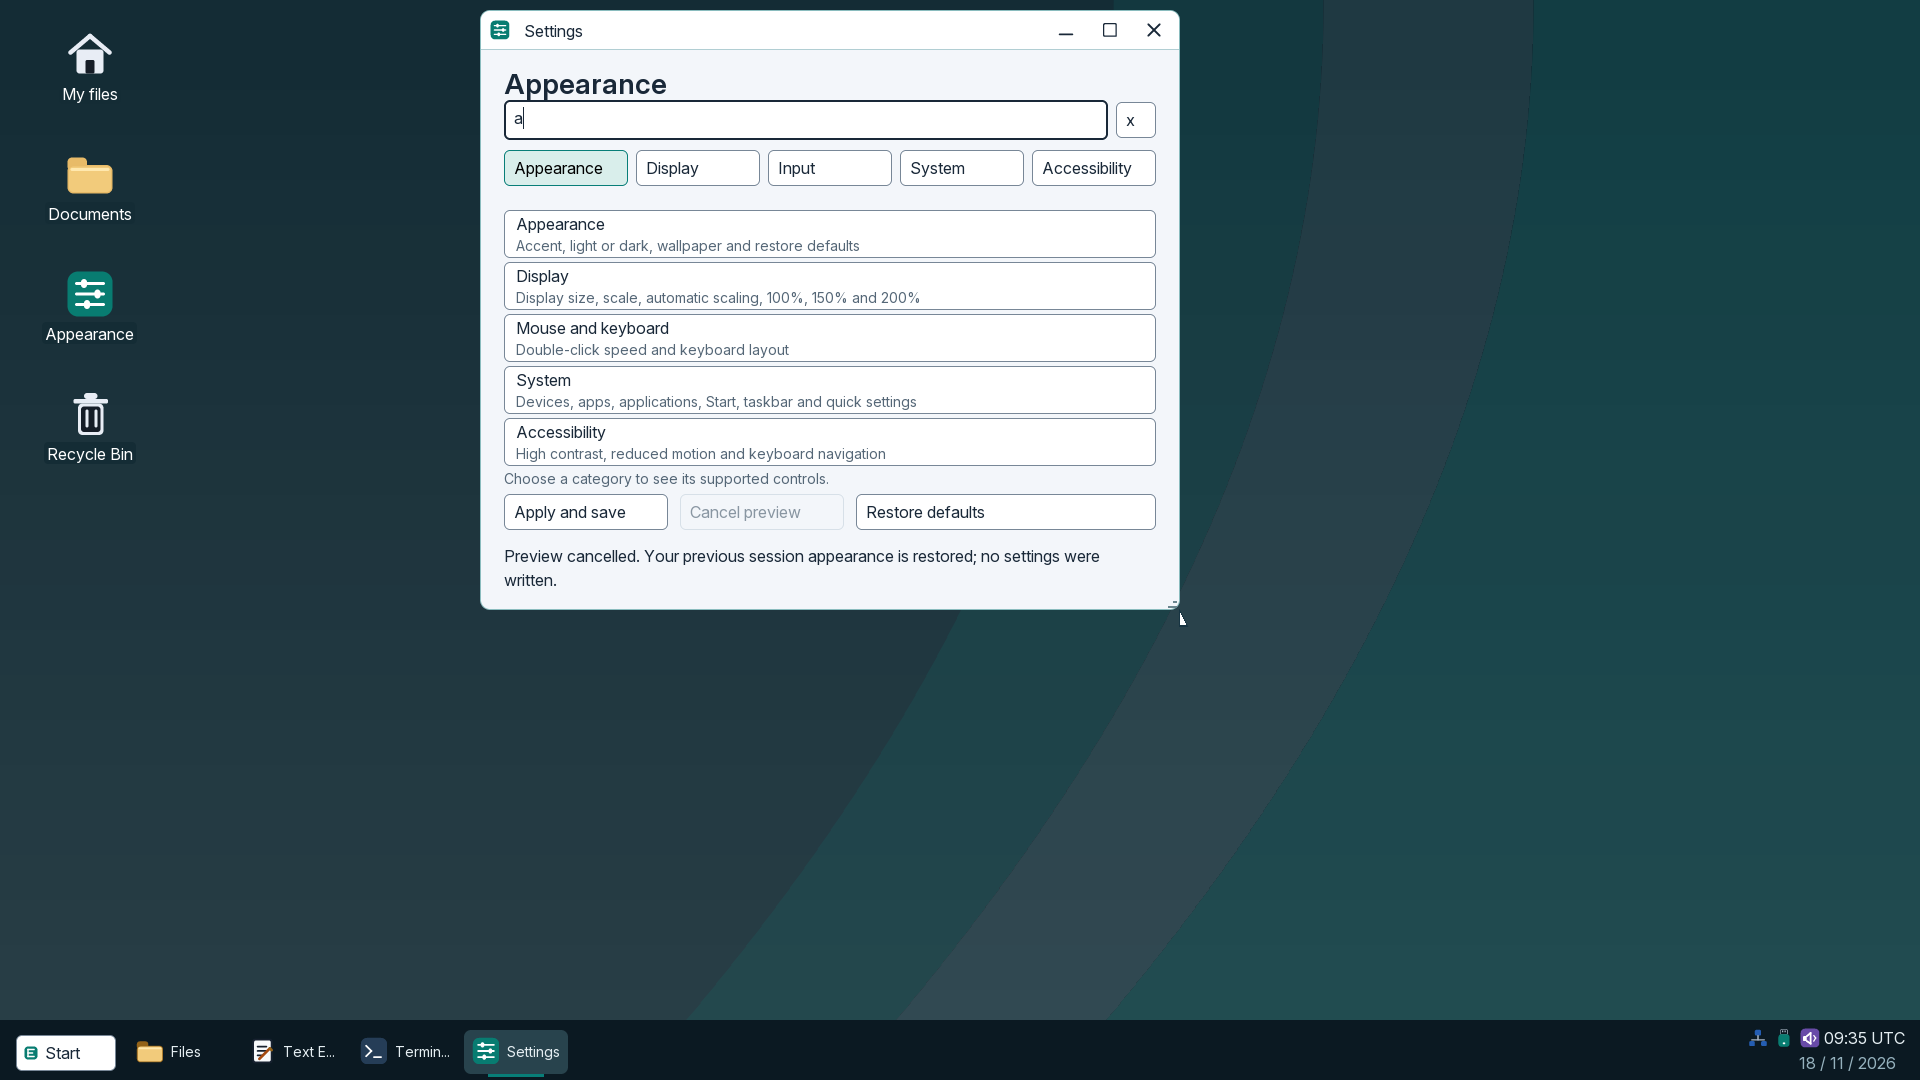 My files
Documents
Appearance
Recycle Bin
Settings
Appearance
a
x
Appearance
Display
Input
System
Accessibility
Appearance
Accent, light or dark, wallpaper and restore defaults
Display
Display size, scale, automatic scaling, 100%, 150% and 200%
Mouse and keyboard
Double-click speed and keyboard layout
System
Devices, apps, applications, Start, taskbar and quick settings
Accessibility
High contrast, reduced motion and keyboard navigation
Choose a category to see its supported controls.
Apply and save
Cancel preview
Restore defaults
Preview cancelled. Your previous session appearance is restored; no settings were
written.
Start
Files
Text E...
Termin...
Settings
09:35 UTC
18 / 11 / 2026